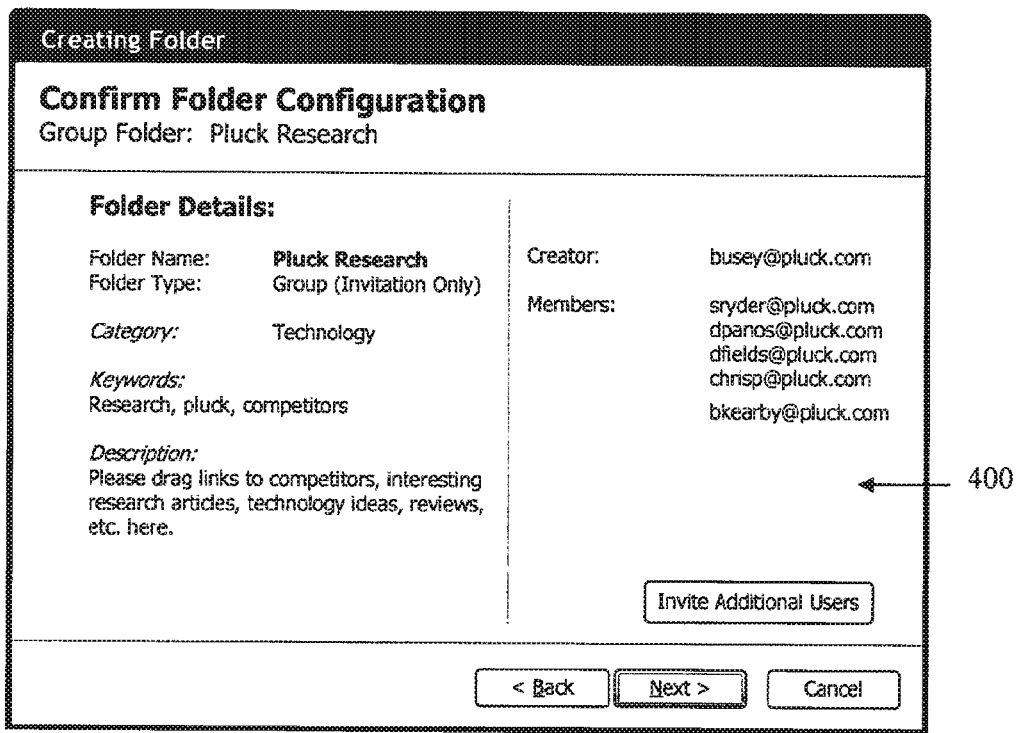 Creating Folder
Confirm Folder Configuration
Group Folder: Pluck Research
Folder Details:
Folder Name: Pluck Research
Folder Type: Group (Invitation Only)
Category: Technology
Keywords:
Research, pluck, competitors
Description:
Please drag links to competitors, interesting
research articles, technology ideas, reviews,
etc. here.
Creator: busey@pluck.com
Members: sryder@pluck.com
dpanos@pluck.com
dfields@pluck.com
chrisp@pluck.com
bkearby@pluck.com
400
Invite Additional Users
< Back
Next >
Cancel